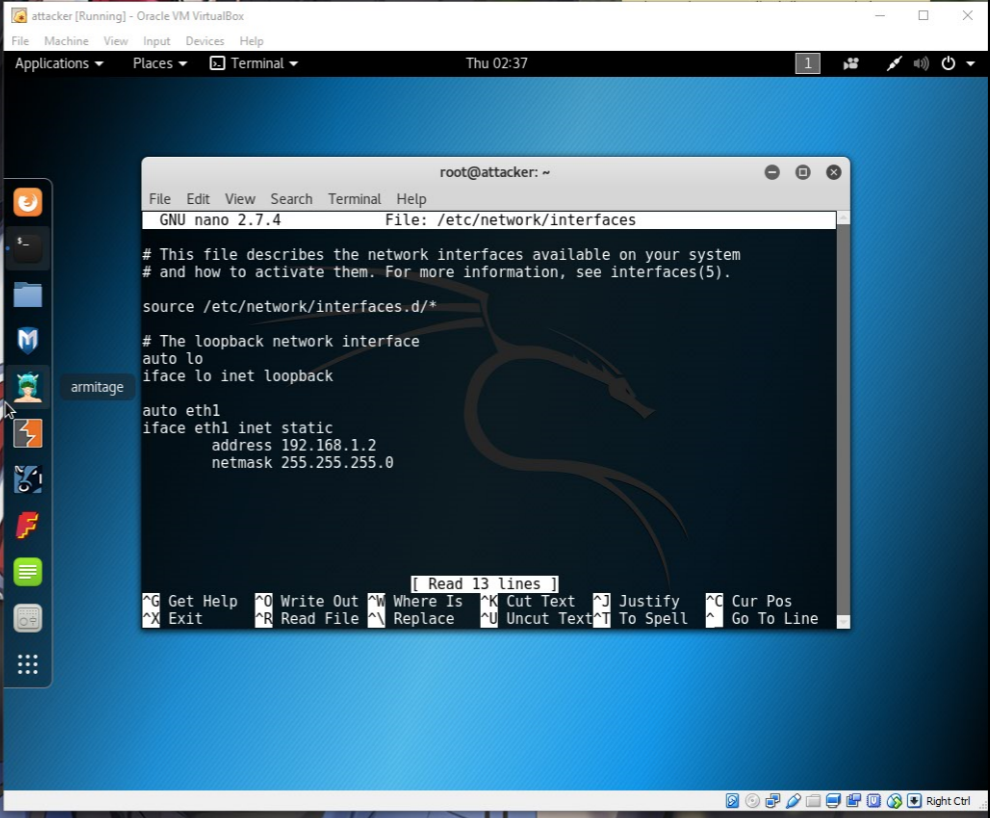 attacker [Running] - Oracle VM VirtualBox
File Machine View Input Devices Help
Applications Places Terminal Thu 02:37 1
root@attacker: ~
File Edit View Search Terminal Help
GNU nano 2.7.4 File: /etc/network/interfaces
# This file describes the network interfaces available on your system
# and how to activate them. For more information, see interfaces(5).
source /etc/network/interfaces.d/*
# The loopback network interface
auto lo
iface lo inet loopback
armitage
auto eth1
iface eth1 inet static
address 192.168.1.2
netmask 255.255.255.0
[ Read 13 lines ]
^G Get Help ^O Write Out ^W Where Is ^K Cut Text ^J Justify ^C Cur Pos
^X Exit ^R Read File ^\ Replace ^U Uncut Text ^T To Spell ^_ Go To Line
Right Ctrl